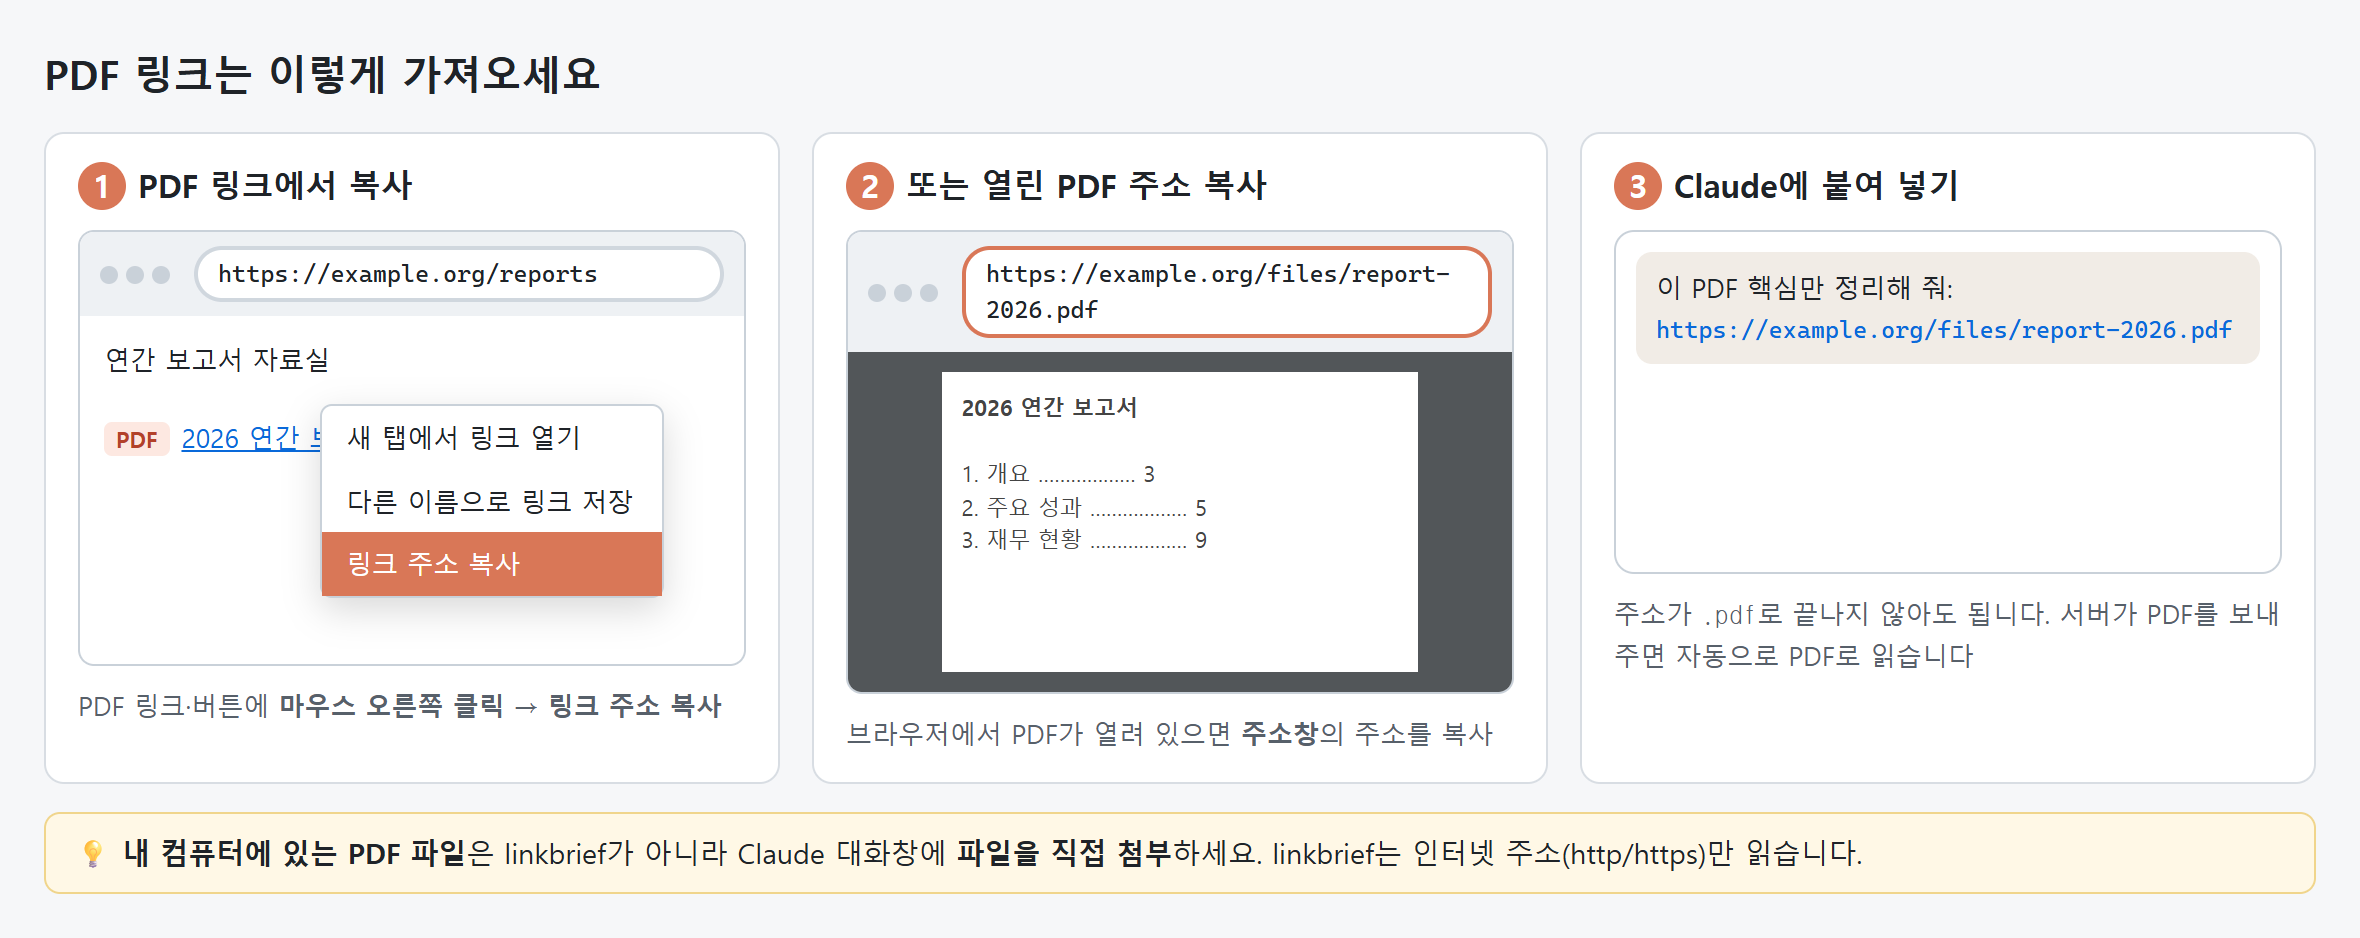 PDF 링크는 이렇게 가져오세요
1 PDF 링크에서 복사
https://example.org/reports
연간 보고서 자료실
PDF 2026 연간
새 탭에서 링크 열기
다른 이름으로 링크 저장
링크 주소 복사
PDF 링크·버튼에 마우스 오른쪽 클릭 → 링크 주소 복사
2 또는 열린 PDF 주소 복사
https://example.org/files/report-
2026.pdf
2026 연간 보고서
1. 개요 .................. 3
2. 주요 성과 .................. 5
3. 재무 현황 .................. 9
브라우저에서 PDF가 열려 있으면 주소창의 주소를 복사
3 Claude에 붙여 넣기
이 PDF 핵심만 정리해 줘:
https://example.org/files/report-2026.pdf
주소가 .pdf로 끝나지 않아도 됩니다. 서버가 PDF를 보내
주면 자동으로 PDF로 읽습니다
💡 내 컴퓨터에 있는 PDF 파일은 linkbrief가 아니라 Claude 대화창에 파일을 직접 첨부하세요. linkbrief는 인터넷 주소(http/https)만 읽습니다.